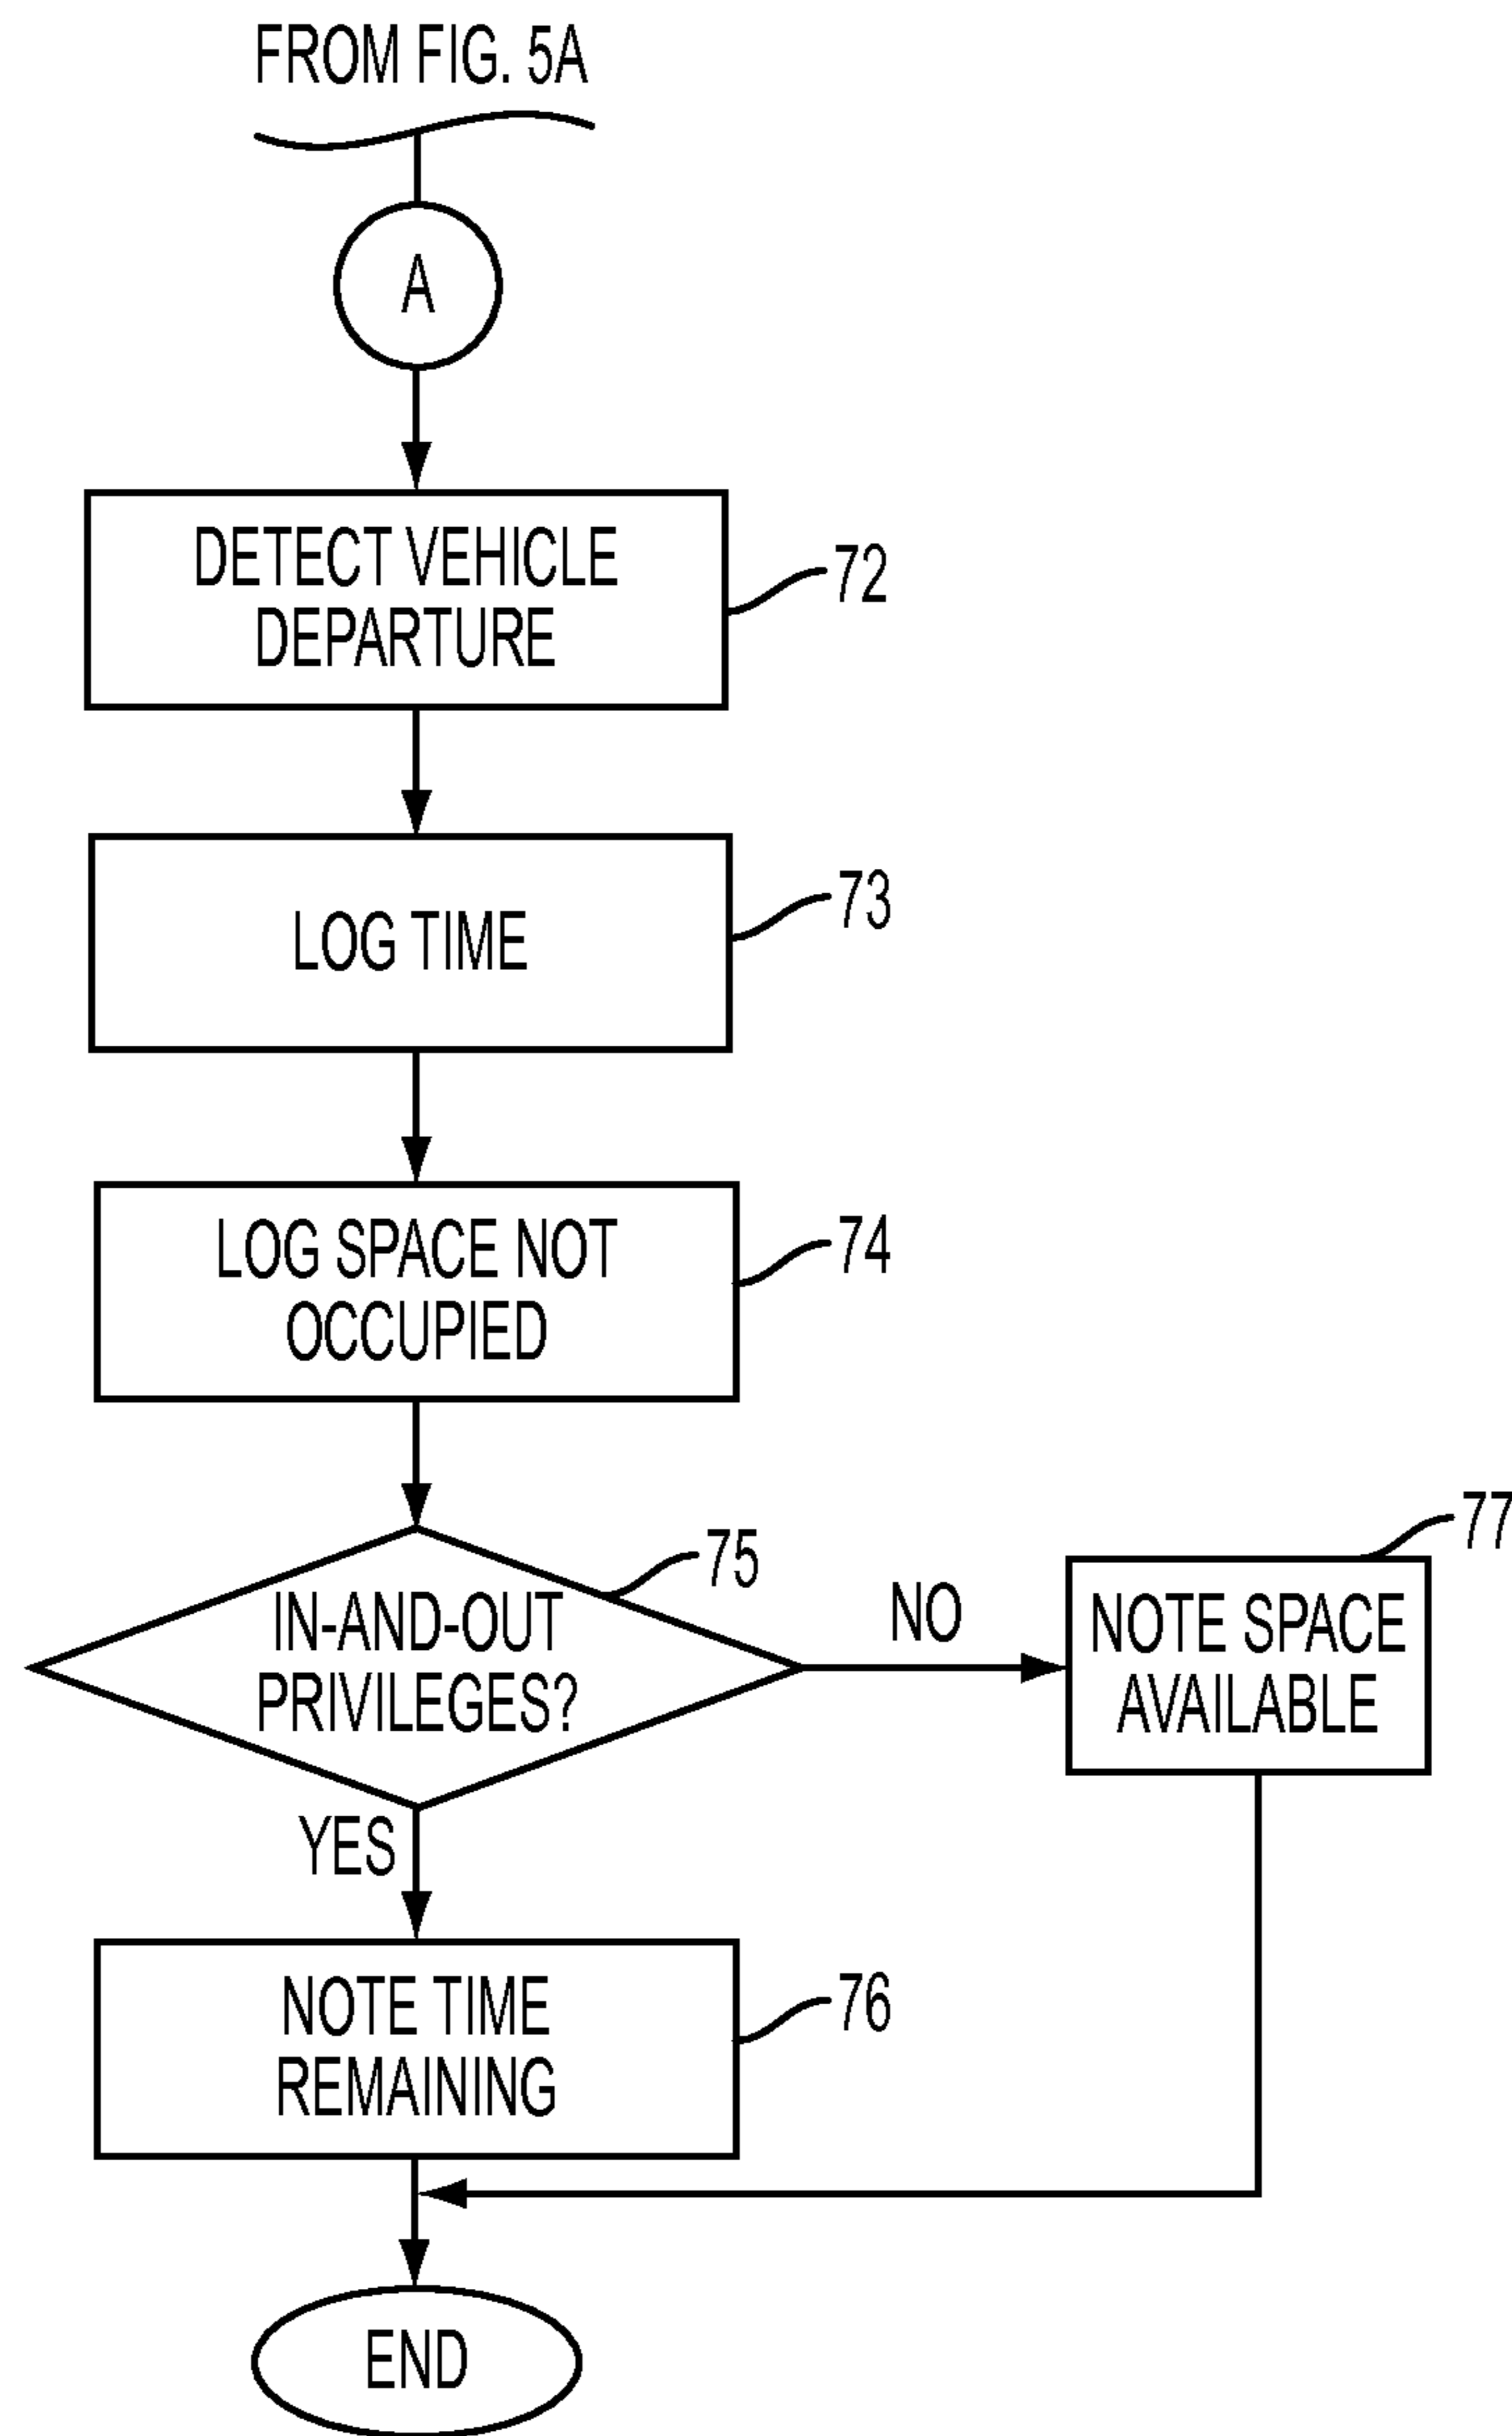 FROM FIG. 5A
A
DETECT VEHICLE
DEPARTURE
72
LOG TIME
73
LOG SPACE NOT
OCCUPIED
74
IN-AND-OUT
PRIVILEGES?
75
NO
NOTE SPACE
AVAILABLE
77
YES
NOTE TIME
REMAINING
76
END